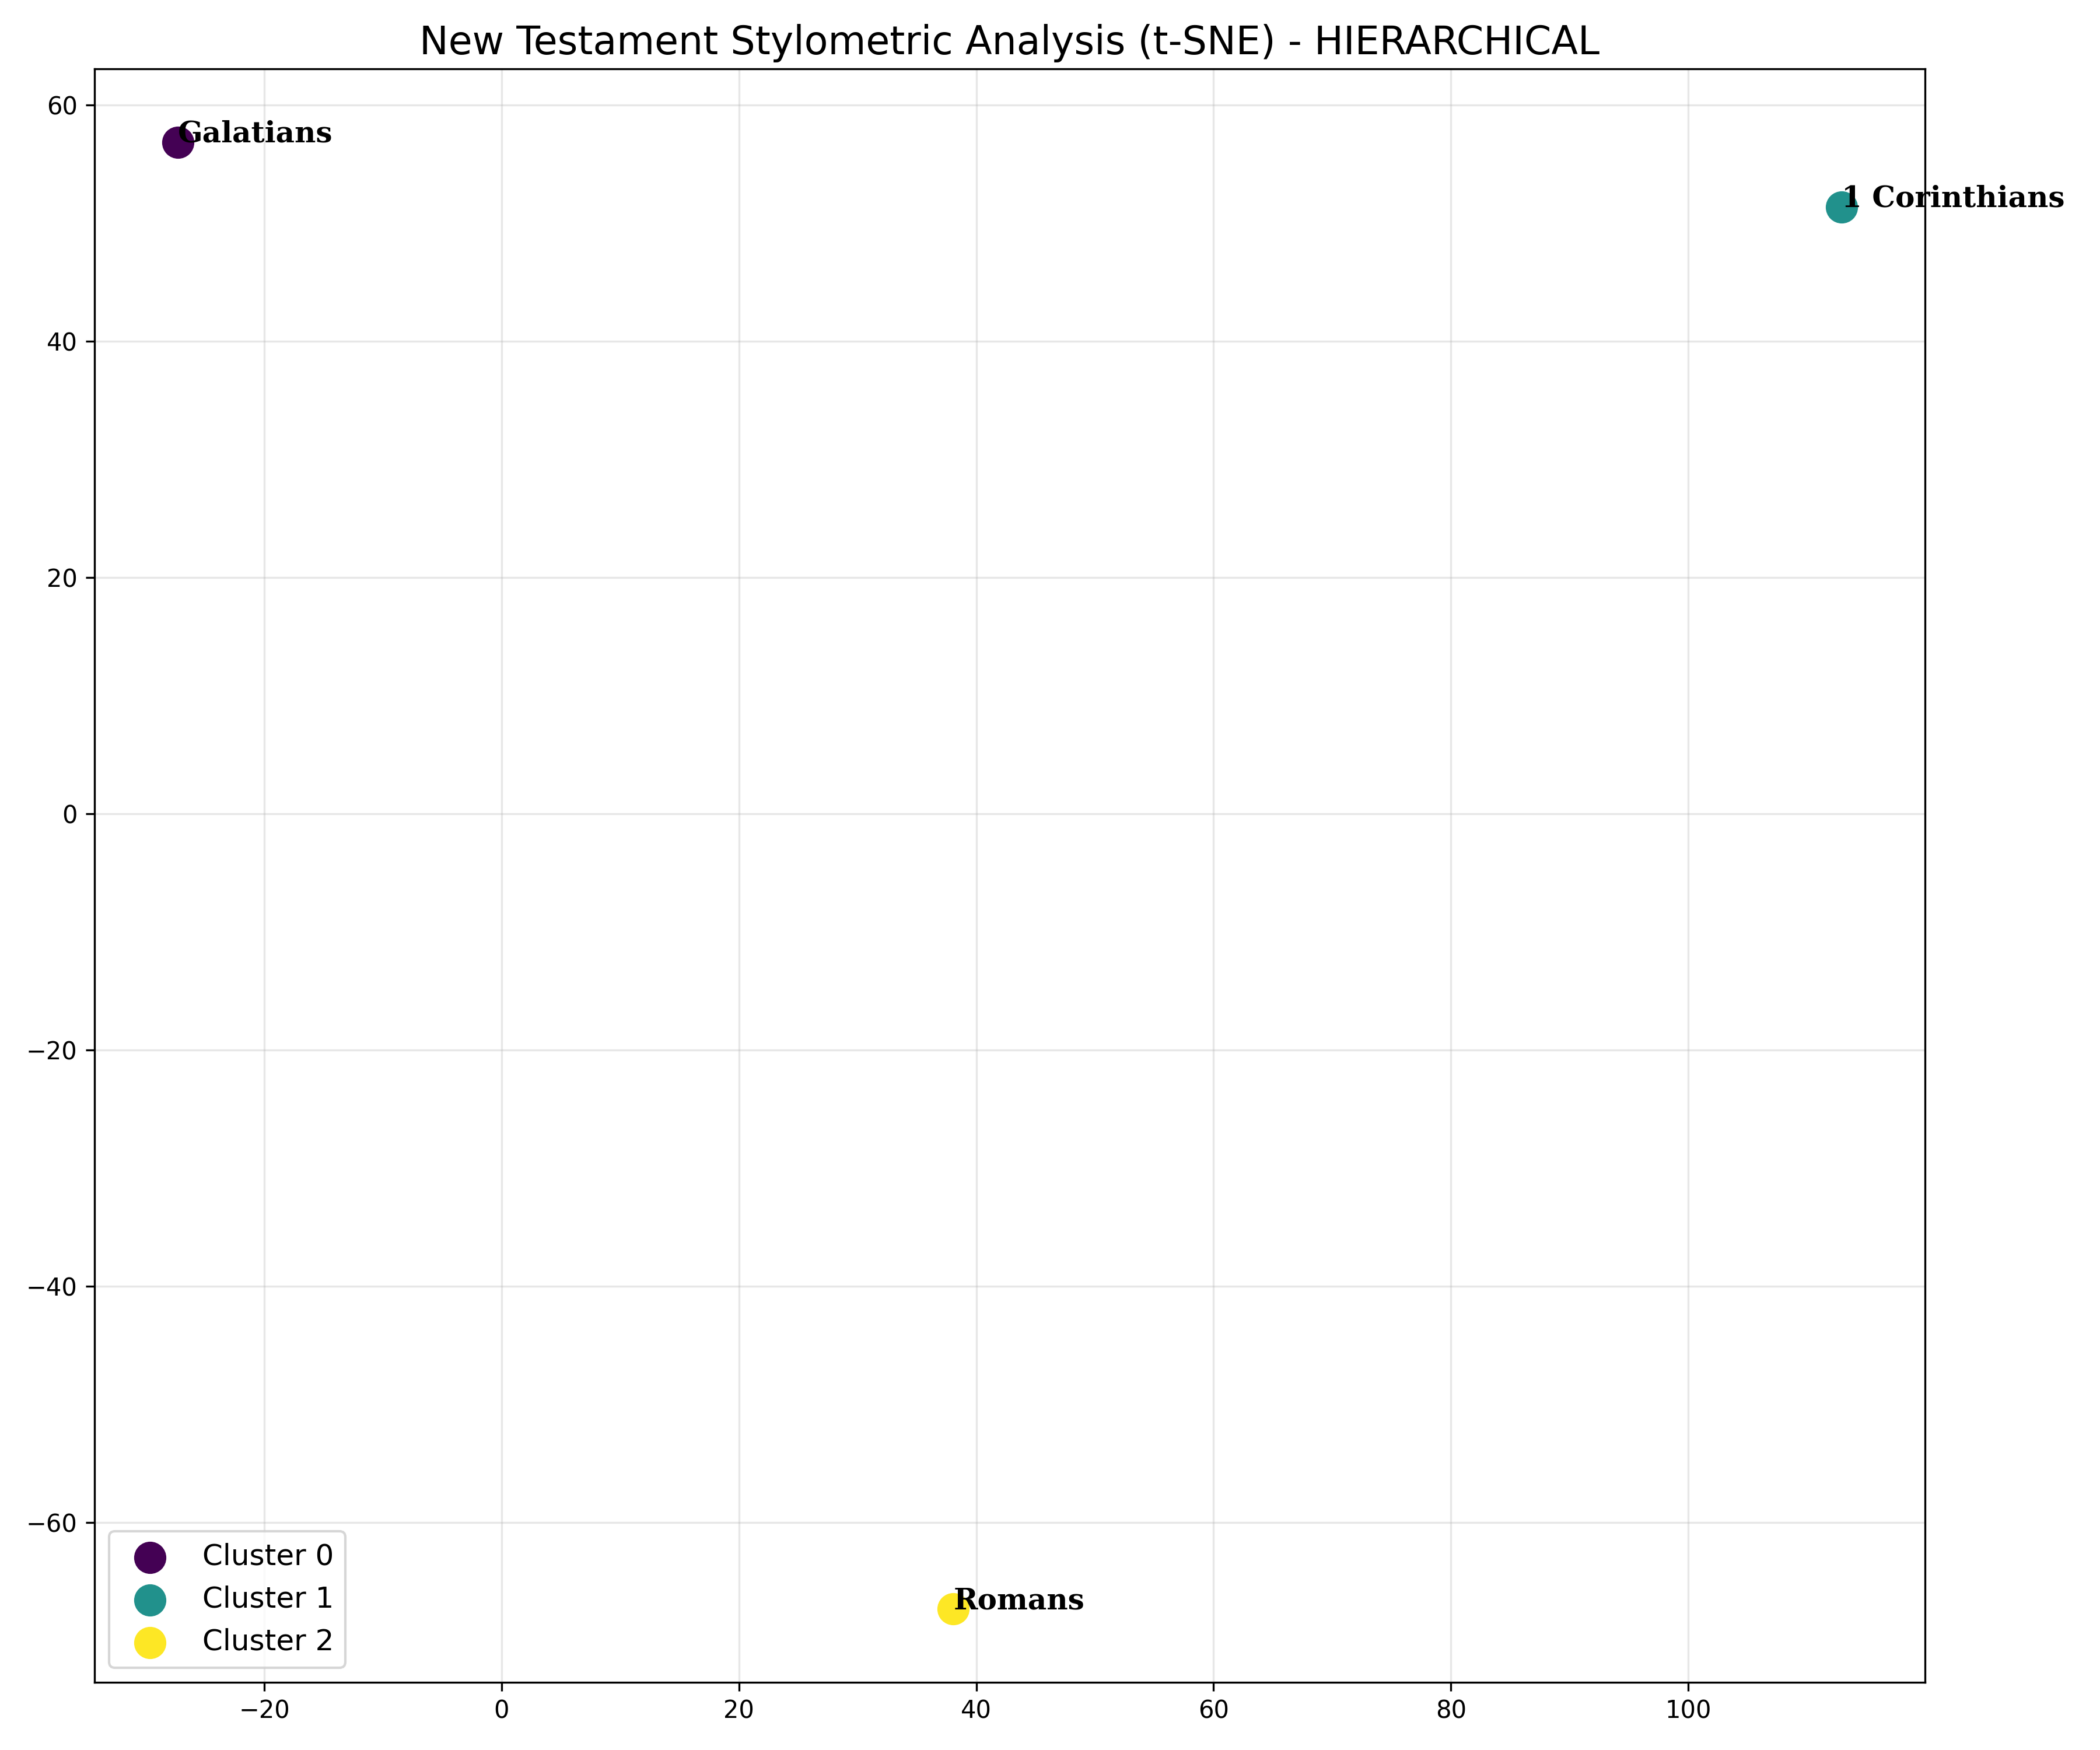 New Testament Stylometric Analysis (t-SNE) - HIERARCHICAL
60
Galatians
1 Corinthians
40
20
0
−20
−40
−60
Romans
Cluster 0
Cluster 1
Cluster 2
−20 0 20 40 60 80 100